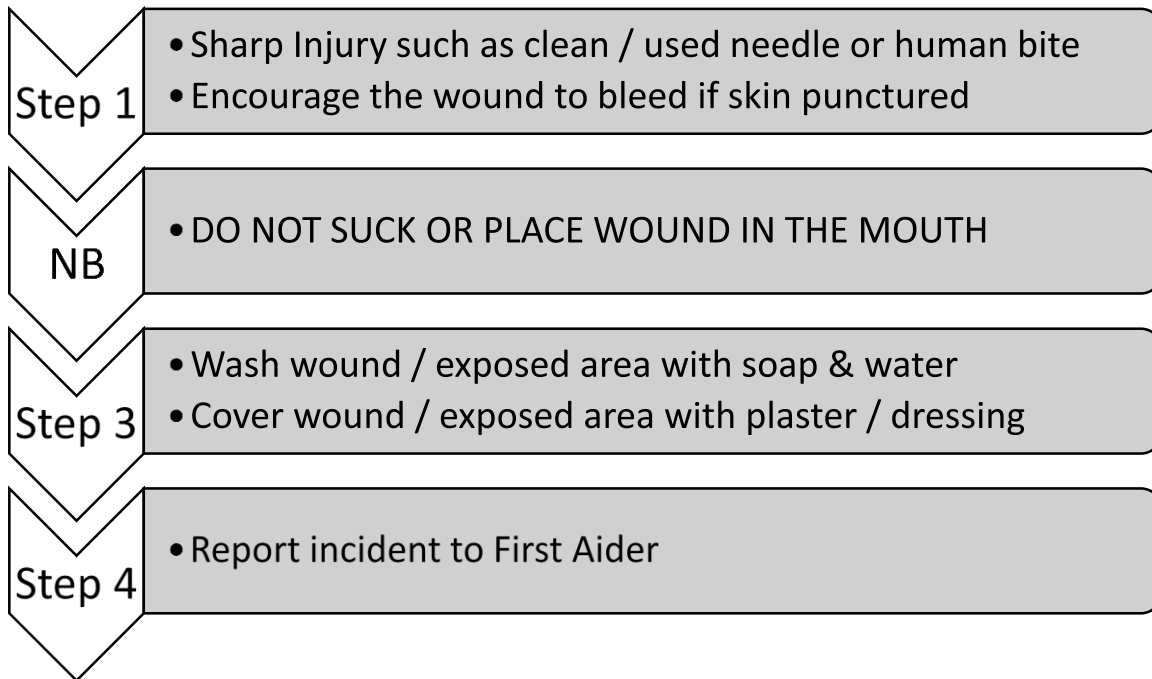 Step 1
• Sharp Injury such as clean / used needle or human bite
• Encourage the wound to bleed if skin punctured
NB
• DO NOT SUCK OR PLACE WOUND IN THE MOUTH
Step 3
• Wash wound / exposed area with soap & water
• Cover wound / exposed area with plaster / dressing
Step 4
• Report incident to First Aider